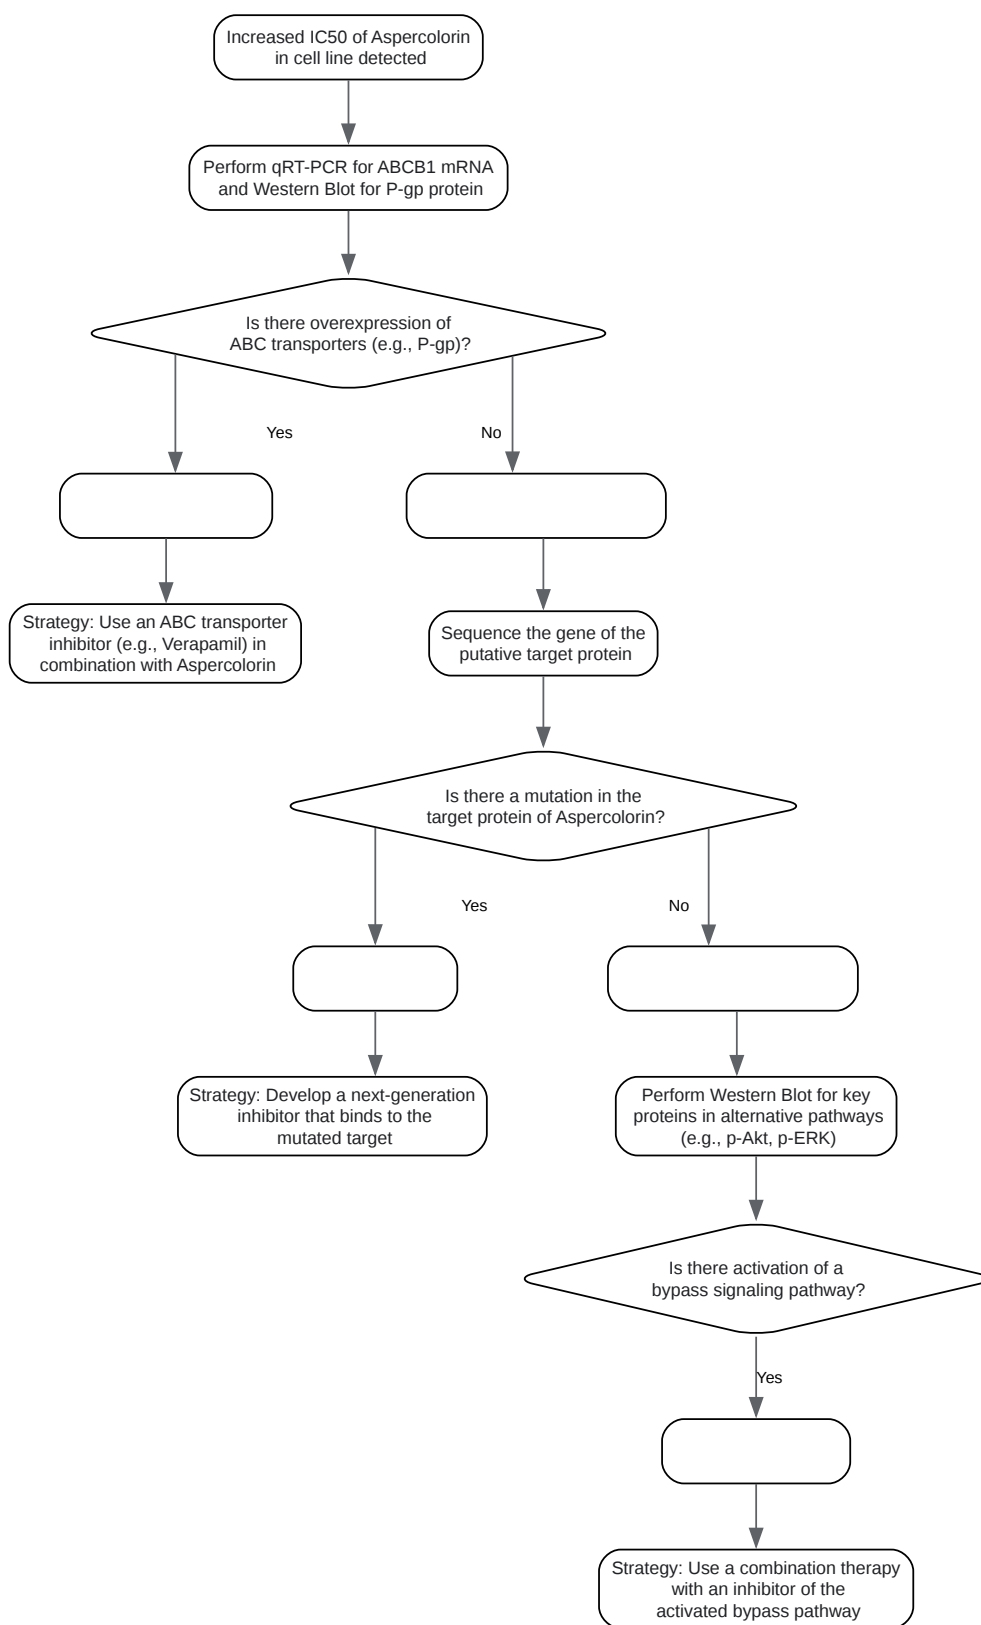 Increased IC50 of Aspercolorin
in cell line detected
Perform qRT-PCR for ABCB1 mRNA
and Western Blot for P-gp protein
Is there overexpression of
ABC transporters (e.g., P-gp)?
Yes
No
Strategy: Use an ABC transporter
inhibitor (e.g., Verapamil) in
combination with Aspercolorin
Sequence the gene of the
putative target protein
Is there a mutation in the
target protein of Aspercolorin?
Yes
No
Strategy: Develop a next-generation
inhibitor that binds to the
mutated target
Perform Western Blot for key
proteins in alternative pathways
(e.g., p-Akt, p-ERK)
Is there activation of a
bypass signaling pathway?
Yes
Strategy: Use a combination therapy
with an inhibitor of the
activated bypass pathway